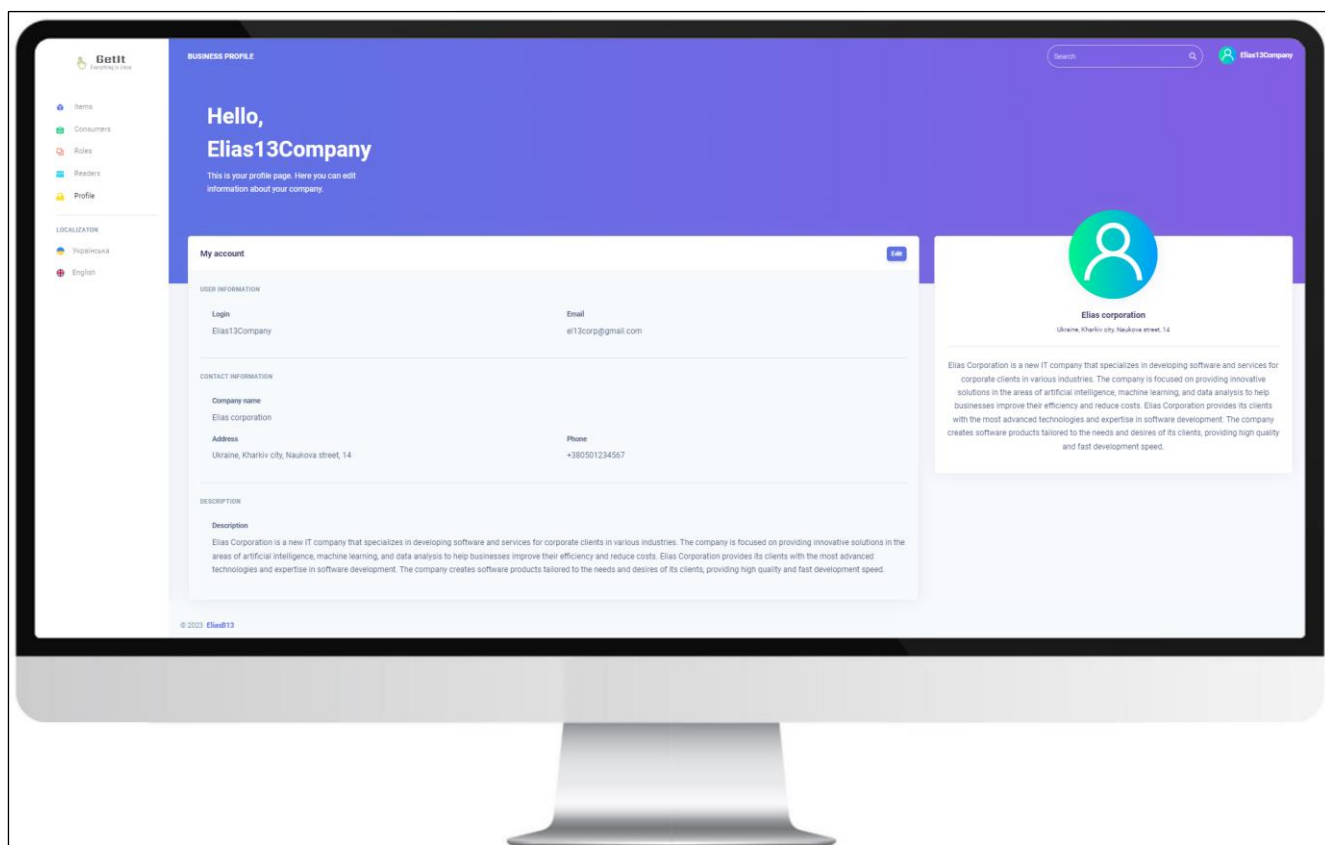 GetIt
BUSINESS PROFILE
Search
Elias13Company
Items
Consumers
Roles
Readers
Profile
LOCALIZATON
Українська
English
Hello,
Elias13Company
This is your profile page. Here you can edit
information about your company.
My account
Edit
USER INFORMATION
Login
Email
Elias13Company
el13corp@gmail.com
CONTACT INFORMATION
Company name
Elias corporation
Address
Phone
Ukraine, Kharkiv city, Naukova street, 14
+380501234567
DESCRIPTION
Description
Elias Corporation is a new IT company that specializes in developing software and services for corporate clients in various industries. The company is focused on providing innovative solutions in the
areas of artificial intelligence, machine learning, and data analysis to help businesses improve their efficiency and reduce costs. Elias Corporation provides its clients with the most advanced
technologies and expertise in software development. The company creates software products tailored to the needs and desires of its clients, providing high quality and fast development speed.
Elias corporation
Ukraine, Kharkiv city, Naukova street, 14
Elias Corporation is a new IT company that specializes in developing software and services for
corporate clients in various industries. The company is focused on providing innovative
solutions in the areas of artificial intelligence, machine learning, and data analysis to help
businesses improve their efficiency and reduce costs. Elias Corporation provides its clients
with the most advanced technologies and expertise in software development. The company
creates software products tailored to the needs and desires of its clients, providing high quality
and fast development speed.
© 2023 EliasB13